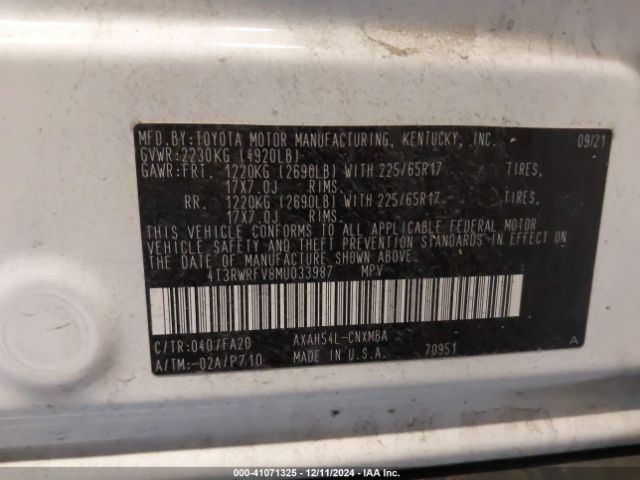 MFD.BY:TOYOTA MOTOR MANUFACTURING, KENTUCKY, INC. 09/21
GVWR:2230KG (4920LB)
GAWR:FRT. 1220KG (2690LB) WITH 225/65R17 TIRES,
17X7.0J RIMS.
RR. 1220KG (2690LB) WITH 225/65R17 TIRES,
17X7.0J RIMS.
THIS VEHICLE CONFORMS TO ALL APPLICABLE FEDERAL MOTOR
VEHICLE SAFETY AND THEFT PREVENTION STANDARDS IN EFFECT ON
THE DATE OF MANUFACTURE SHOWN ABOVE.
4T3RWRFV8MU033987 MPV
C/TR:040/FA20 AXAH54L-CNXMBA
A/TM:-02A/P710 MADE IN U.S.A. 70951 A
000-41071325 | 12/11/2024 - IAA Inc.